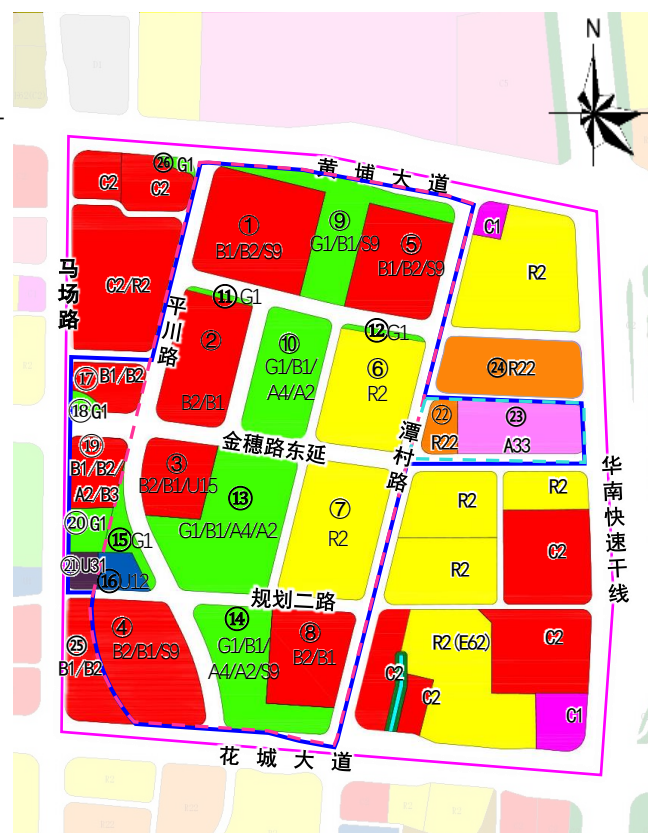 N
黄埔大道
㉖G1
C2
C2
①
B1/B2/S9
⑨
G1/B1/S9
⑤
B1/B2/S9
C1
R2
马场路
C2/R2
平川路
⑪G1
②
B2/B1
⑩
G1/B1/
A4/A2
⑫G1
⑥
R2
㉔R22
⑰B1/B2
⑱G1
㉒
R22
㉓
A33
潭村路
金穗路东延
⑲
B1/B2/
A2/B3
③
B2/B1/U15
⑬
G1/B1/A4/A2
⑦
R2
R2
R2
R2
C2
华南快速干线
⑳G1
⑮G1
㉑U31
⑯U12
规划二路
④
B2/B1/S9
㉕
B1/B2
⑭
G1/B1/
A4/A2/S9
⑧
B2/B1
R2(E62)
C2
C2
C2
C1
花城大道